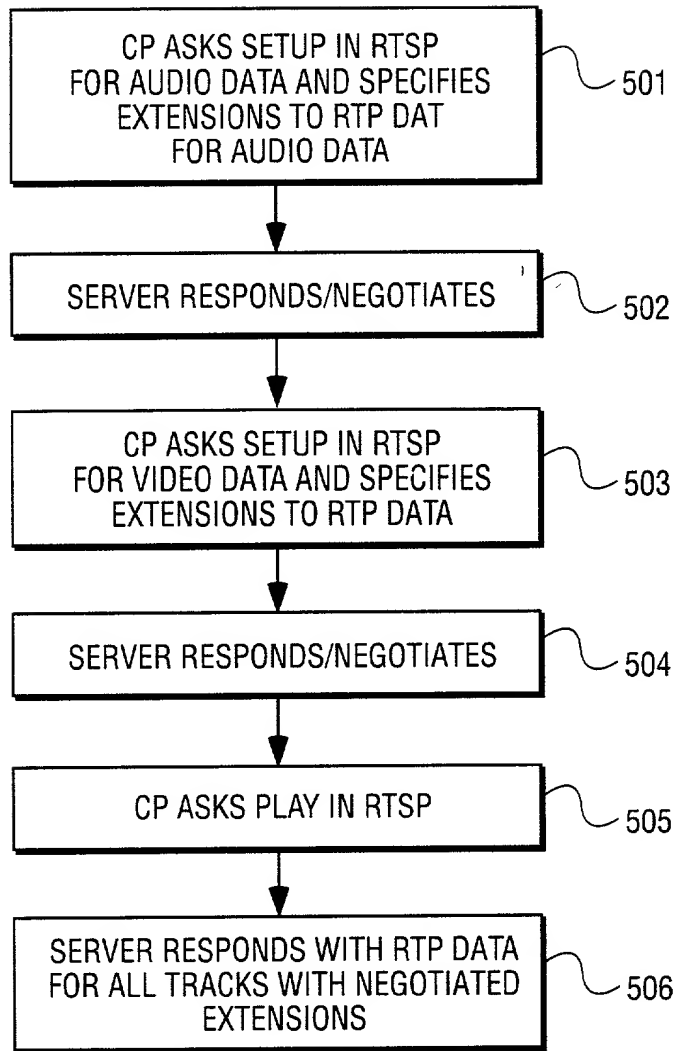 CP ASKS SETUP IN RTSP
FOR AUDIO DATA AND SPECIFIES
EXTENSIONS TO RTP DAT
FOR AUDIO DATA
501
SERVER RESPONDS/NEGOTIATES
502
CP ASKS SETUP IN RTSP
FOR VIDEO DATA AND SPECIFIES
EXTENSIONS TO RTP DATA
503
SERVER RESPONDS/NEGOTIATES
504
CP ASKS PLAY IN RTSP
505
SERVER RESPONDS WITH RTP DATA
FOR ALL TRACKS WITH NEGOTIATED
EXTENSIONS
506